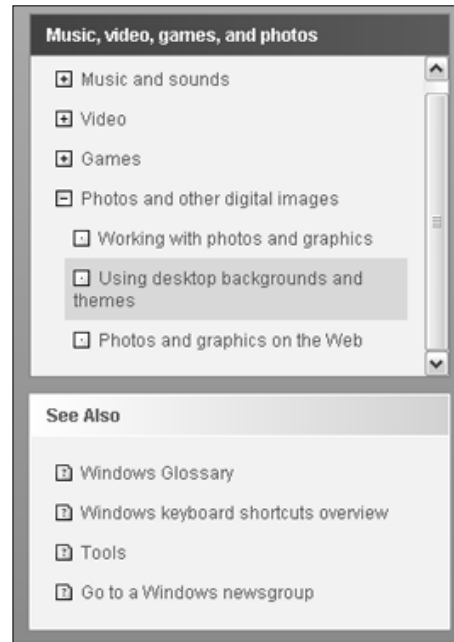 Music, video, games, and photos
Music and sounds
Video
Games
Photos and other digital images
Working with photos and graphics
Using desktop backgrounds and
themes
Photos and graphics on the Web
See Also
Windows Glossary
Windows keyboard shortcuts overview
Tools
Go to a Windows newsgroup